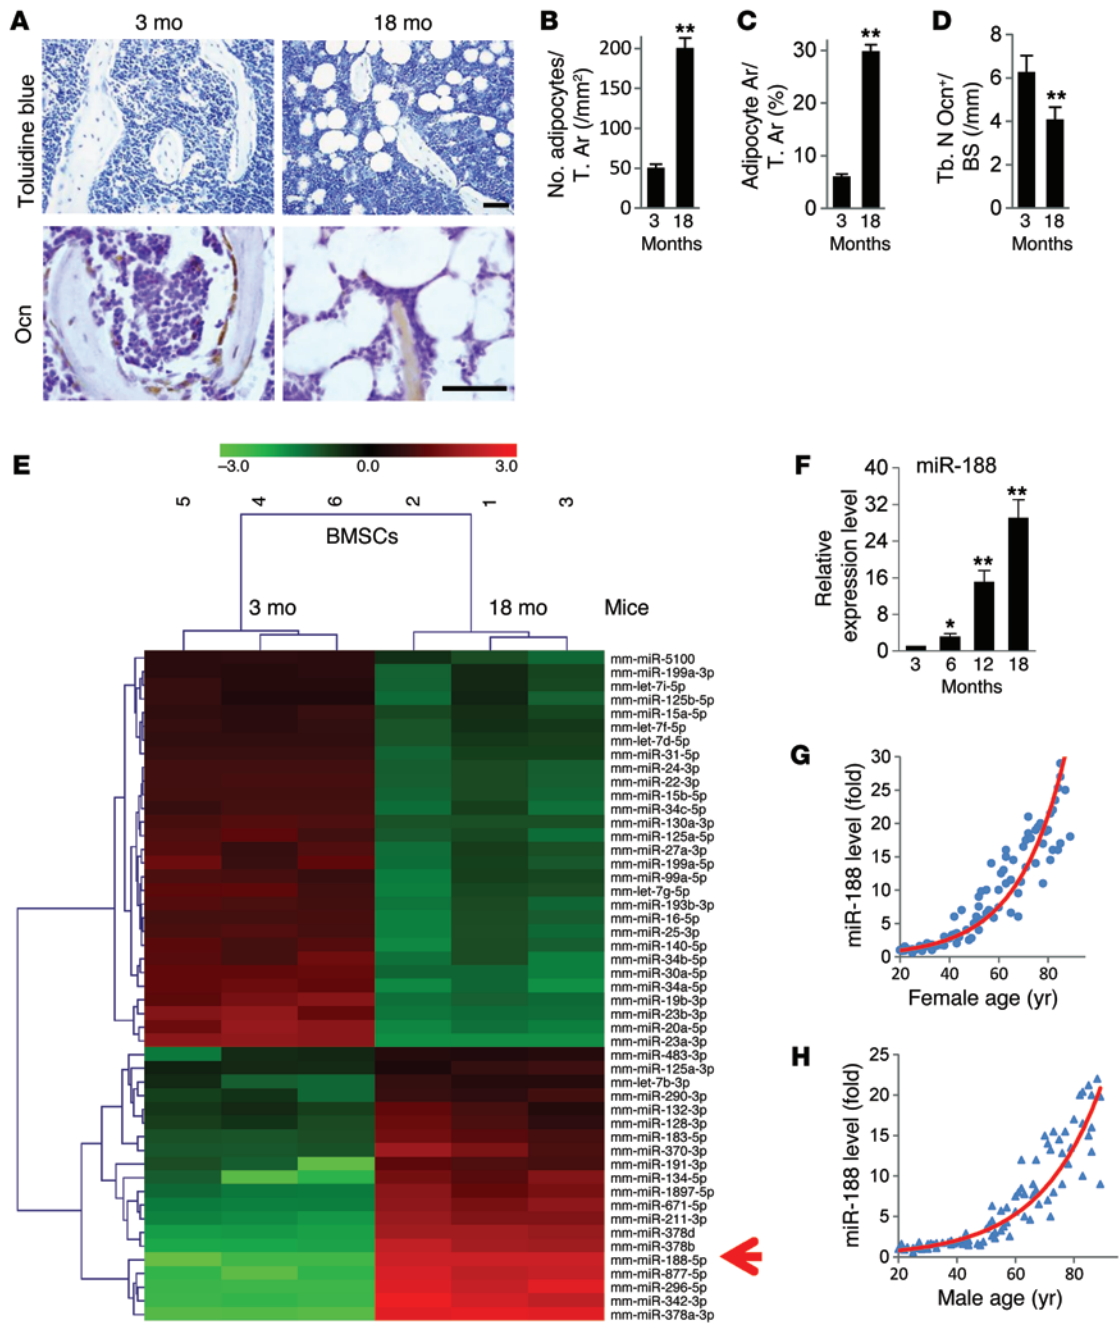 A
3 mo
18 mo
Toluidine blue
Ocn
B
No. adipocytes/
T. Ar (/mm²)
200
150
100
50
0
**
3 18
Months
C
Adipocyte Ar/
T. Ar (%)
30
20
10
0
**
3 18
Months
D
Tb. N Ocn⁺/
BS (/mm)
8
6
4
2
0
**
3 18
Months
E
–3.0 0.0 3.0
5 4 6 2 1 3
BMSCs
3 mo 18 mo Mice
mm-miR-5100
mm-miR-199a-3p
mm-let-7i-5p
mm-miR-125b-5p
mm-miR-15a-5p
mm-let-7f-5p
mm-let-7d-5p
mm-miR-31-5p
mm-miR-24-3p
mm-miR-22-3p
mm-miR-15b-5p
mm-miR-34c-5p
mm-miR-130a-3p
mm-miR-125a-5p
mm-miR-27a-3p
mm-miR-199a-5p
mm-miR-99a-5p
mm-let-7g-5p
mm-miR-193b-3p
mm-miR-16-5p
mm-miR-25-3p
mm-miR-140-5p
mm-miR-34b-5p
mm-miR-30a-5p
mm-miR-34a-5p
mm-miR-19b-3p
mm-miR-23b-3p
mm-miR-20a-5p
mm-miR-23a-3p
mm-miR-483-3p
mm-miR-125a-3p
mm-let-7b-3p
mm-miR-290-3p
mm-miR-132-3p
mm-miR-128-3p
mm-miR-183-5p
mm-miR-370-3p
mm-miR-191-3p
mm-miR-134-5p
mm-miR-1897-5p
mm-miR-671-5p
mm-miR-211-3p
mm-miR-378d
mm-miR-378b
mm-miR-188-5p
mm-miR-877-5p
mm-miR-296-5p
mm-miR-342-3p
mm-miR-378a-3p
F
miR-188
Relative
expression level
40
32
24
16
8
0
*
**
**
3 6 12 18
Months
G
miR-188 level (fold)
30
25
20
15
10
5
0
20 40 60 80
Female age (yr)
H
miR-188 level (fold)
25
20
15
10
5
0
20 40 60 80
Male age (yr)